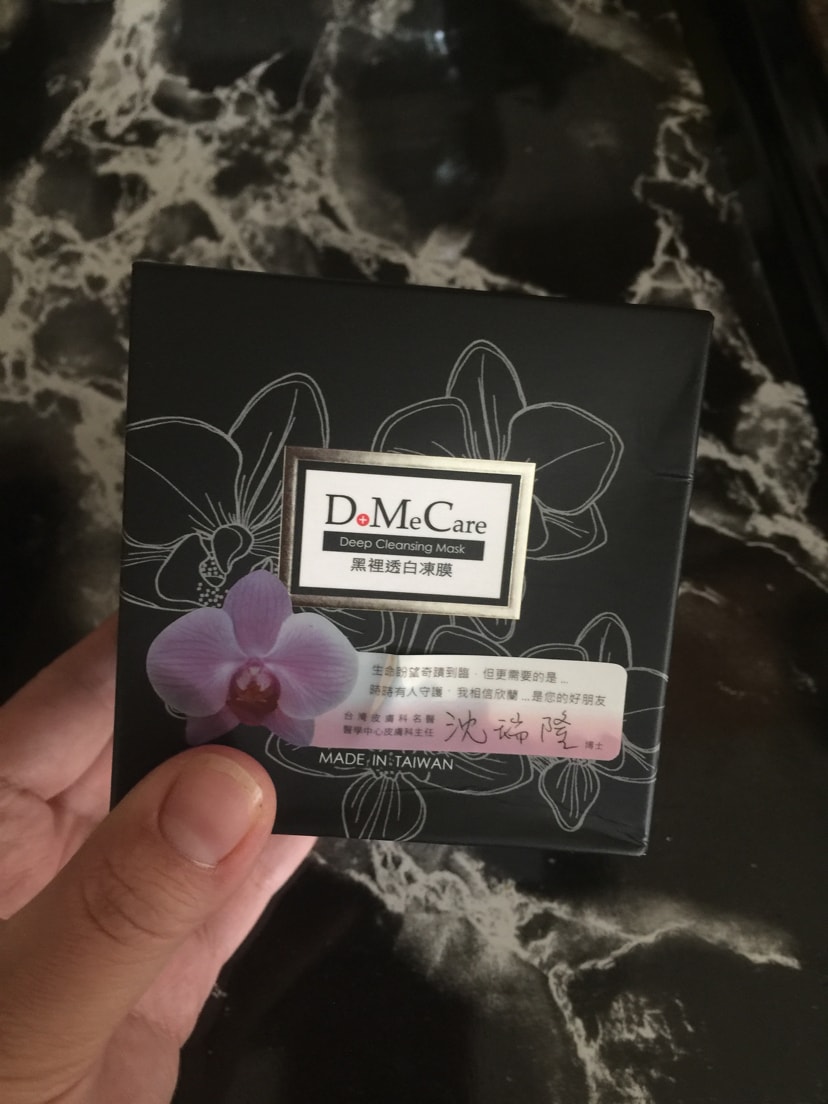 DMeCare
Deep Cleansing Mask
黑裡透白凍膜
生命盼望奇蹟到臨，但更需要的是...
時時有人守護，我相信欣蘭...是您的好朋友
台灣皮膚科名醫
醫學中心皮膚科主任 沈瑞隆 博士
MADE IN TAIWAN